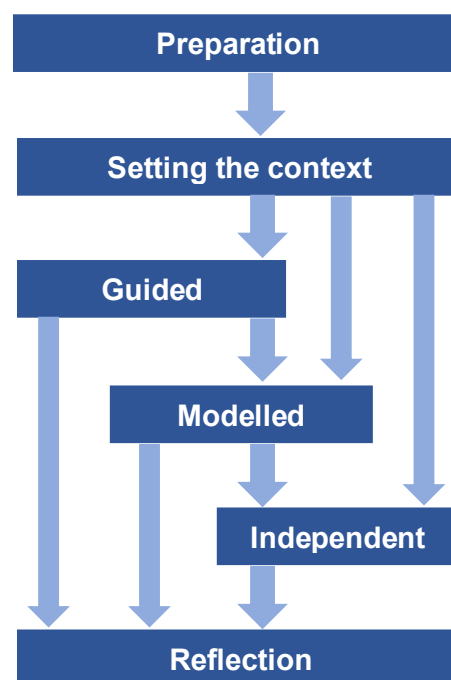 Preparation
Setting the context
Guided
Modelled
Independent
Reflection